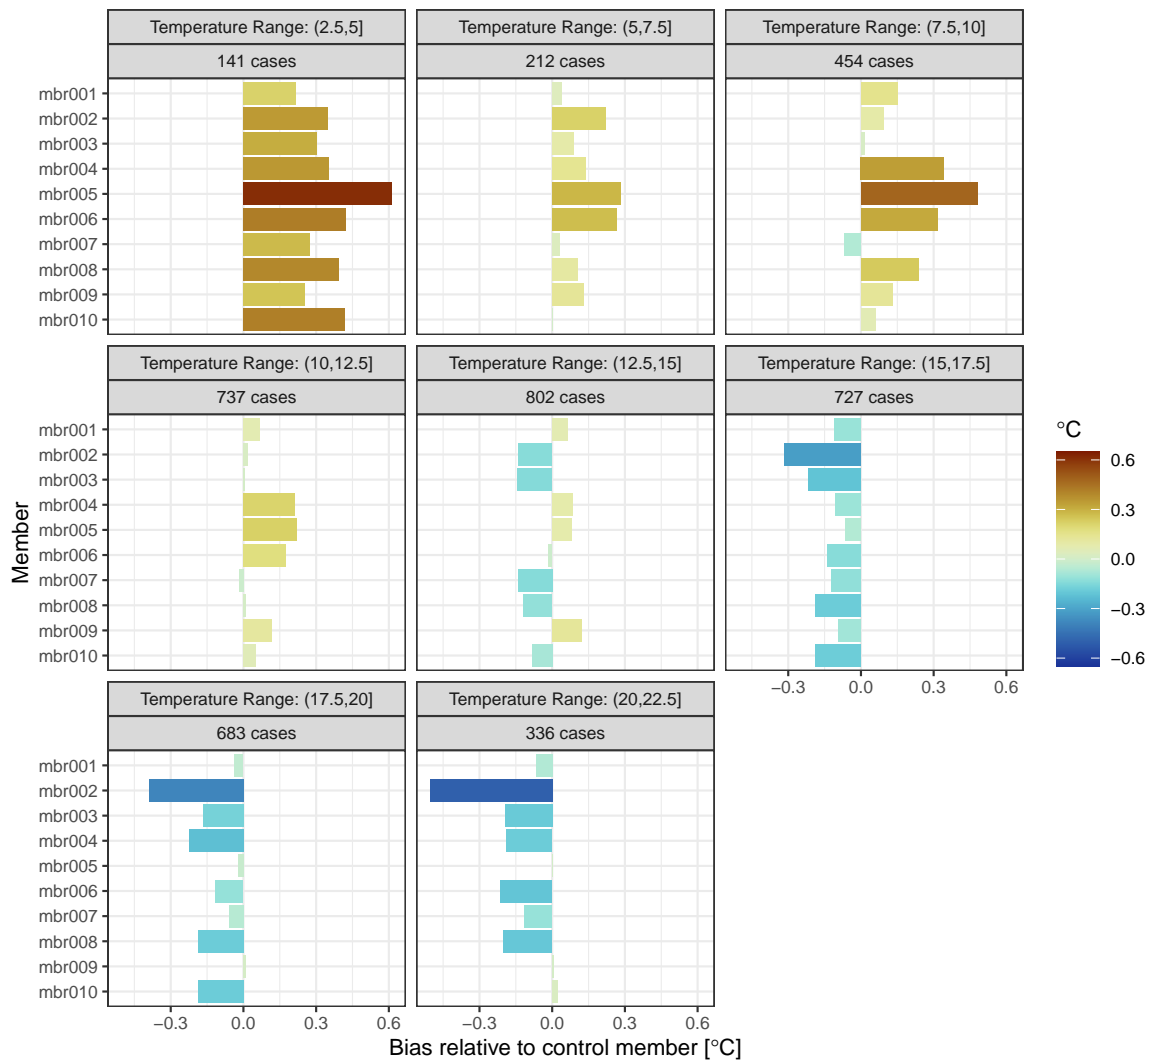 Temperature Range: (2.5,5]
Temperature Range: (5,7.5]
Temperature Range: (7.5,10]
141 cases
212 cases
454 cases
mbr001
mbr002
mbr003
mbr004
mbr005
mbr006
mbr007
mbr008
mbr009
mbr010
Temperature Range: (10,12.5]
Temperature Range: (12.5,15]
Temperature Range: (15,17.5]
737 cases
802 cases
727 cases
mbr001
mbr002
mbr003
mbr004
mbr005
mbr006
mbr007
mbr008
mbr009
mbr010
−0.3 0.0 0.3 0.6
Temperature Range: (17.5,20]
Temperature Range: (20,22.5]
683 cases
336 cases
mbr001
mbr002
mbr003
mbr004
mbr005
mbr006
mbr007
mbr008
mbr009
mbr010
−0.3 0.0 0.3 0.6
−0.3 0.0 0.3 0.6
Bias relative to control member [°C]
Member
°C
0.6
0.3
0.0
−0.3
−0.6